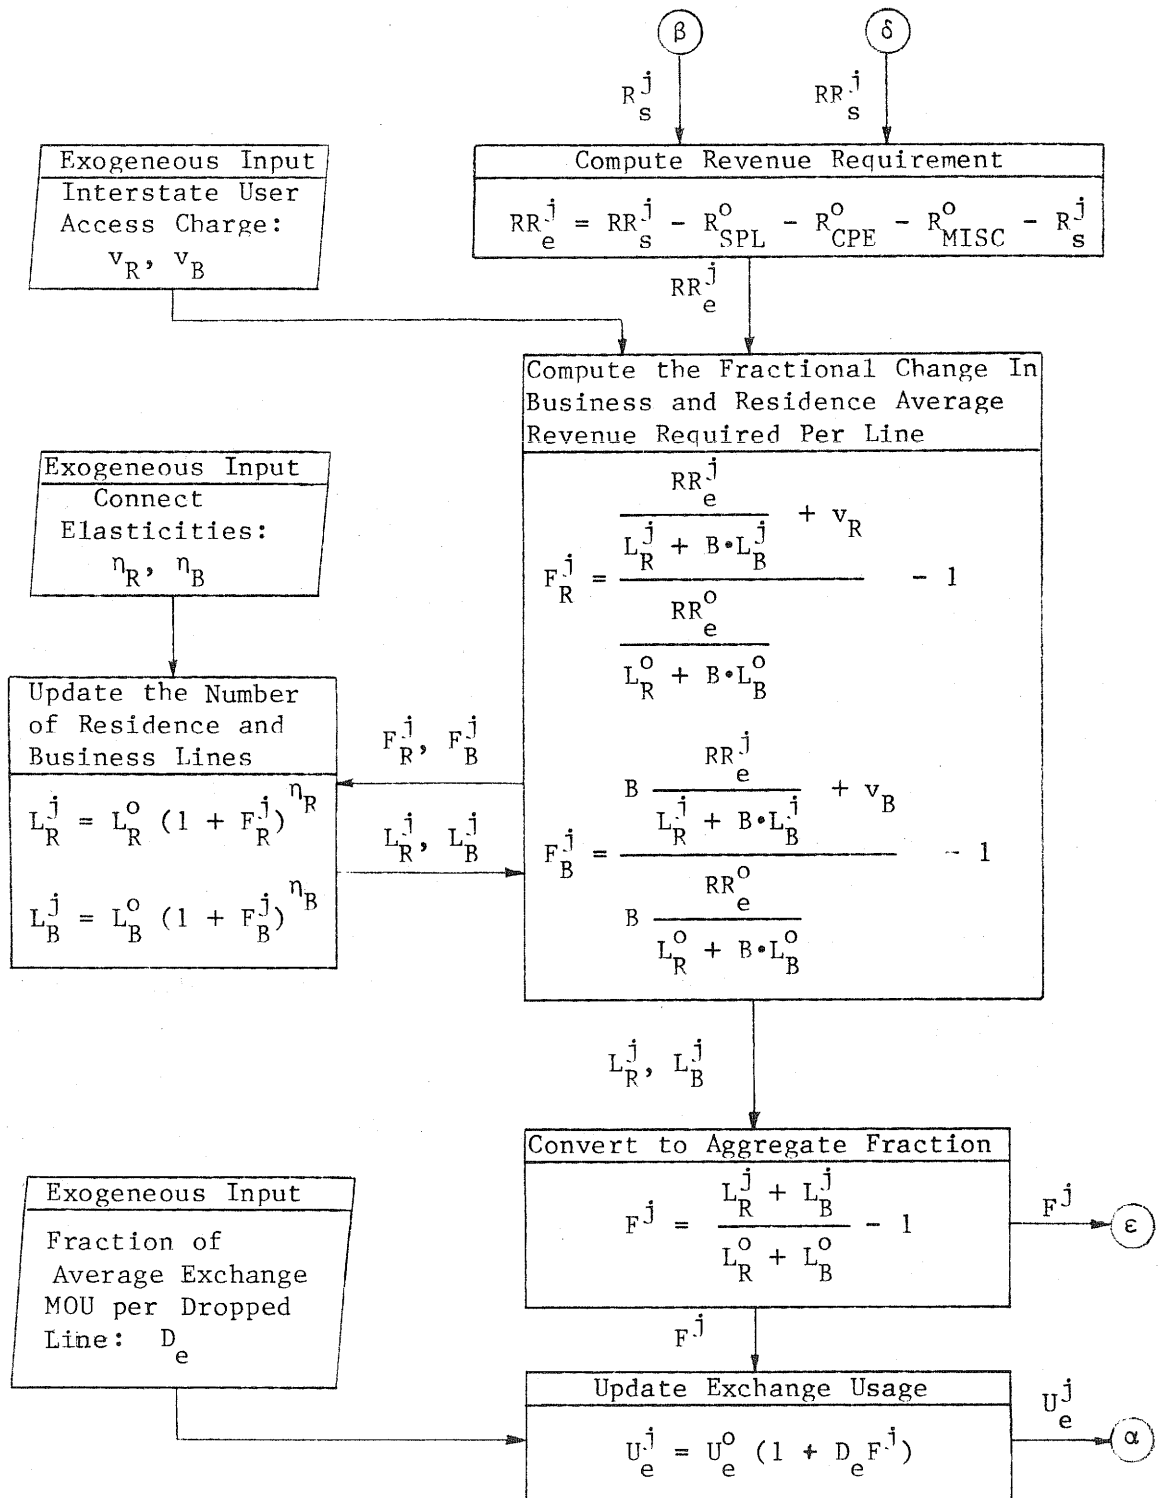 β
δ
R_s^j
RR_s^j
Exogeneous Input
Interstate User
Access Charge:
v_R, v_B
Compute Revenue Requirement
RR_e^j = RR_s^j - R_SPL^o - R_CPE^o - R_MISC^o - R_s^j
RR_e^j
Compute the Fractional Change In
Business and Residence Average
Revenue Required Per Line
F_R^j = ((RR_e^j / (L_R^j + B•L_B^j)) + v_R) / (RR_e^o / (L_R^o + B•L_B^o)) - 1
F_B^j = (B (RR_e^j / (L_R^j + B•L_B^j)) + v_B) / (B (RR_e^o / (L_R^o + B•L_B^o))) - 1
Exogeneous Input
Connect
Elasticities:
η_R, η_B
Update the Number
of Residence and
Business Lines
L_R^j = L_R^o (1 + F_R^j)^η_R
L_B^j = L_B^o (1 + F_B^j)^η_B
F_R^j, F_B^j
L_R^j, L_B^j
L_R^j, L_B^j
Convert to Aggregate Fraction
F^j = (L_R^j + L_B^j) / (L_R^o + L_B^o) - 1
F^j
ε
Exogeneous Input
Fraction of
Average Exchange
MOU per Dropped
Line: D_e
F^j
Update Exchange Usage
U_e^j = U_e^o (1 + D_e F^j)
U_e^j
α